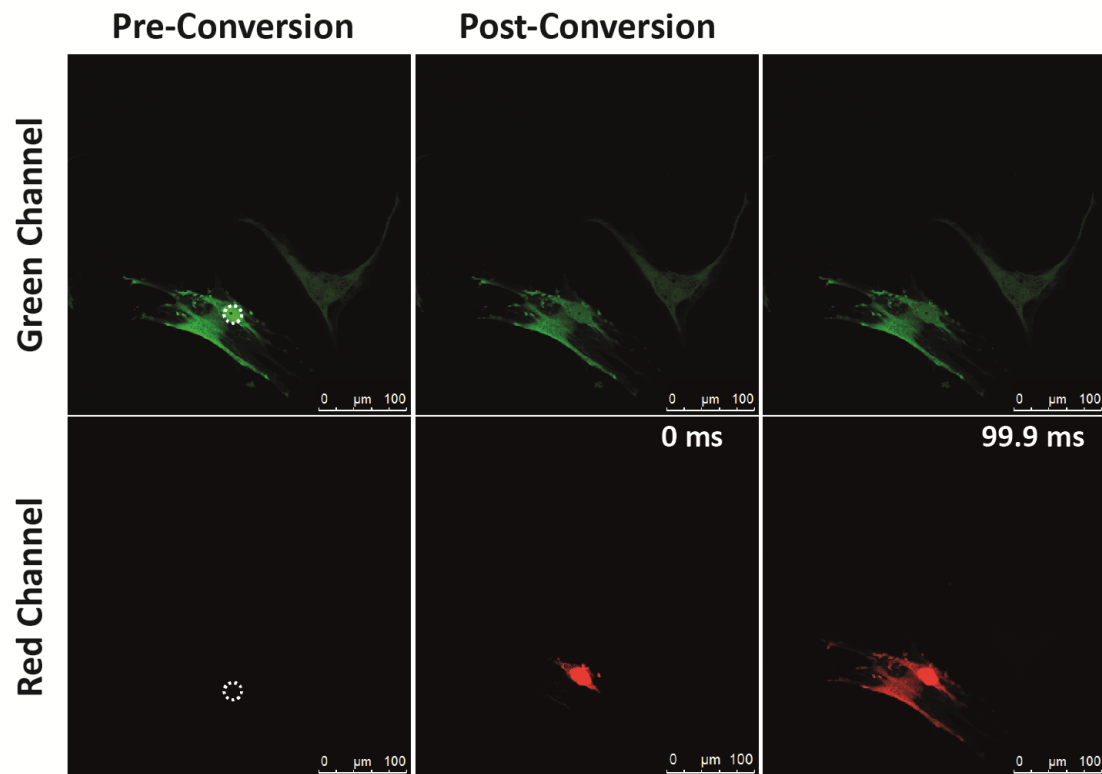 Pre-Conversion Post-Conversion
Green Channel
0 µm 100 0 µm 100 0 µm 100
Red Channel
0 ms 99.9 ms
0 µm 100 0 µm 100 0 µm 100